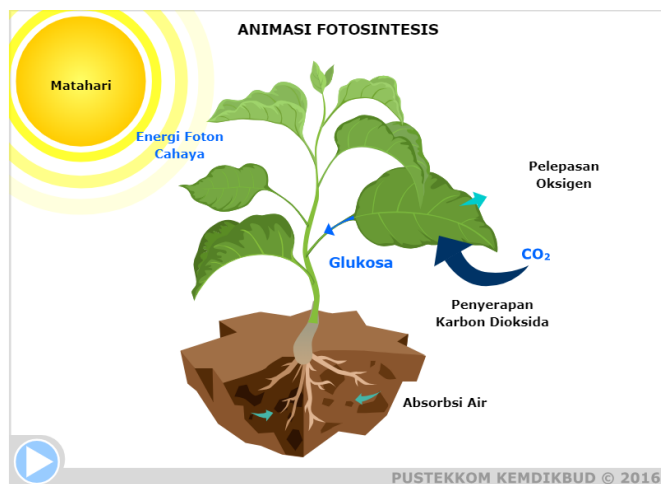 ANIMASI FOTOSINTESIS
Matahari
Energi Foton
Cahaya
Pelepasan
Oksigen
Glukosa
CO₂
Penyerapan
Karbon Dioksida
Absorbsi Air
PUSTEKKOM KEMDIKBUD © 2016